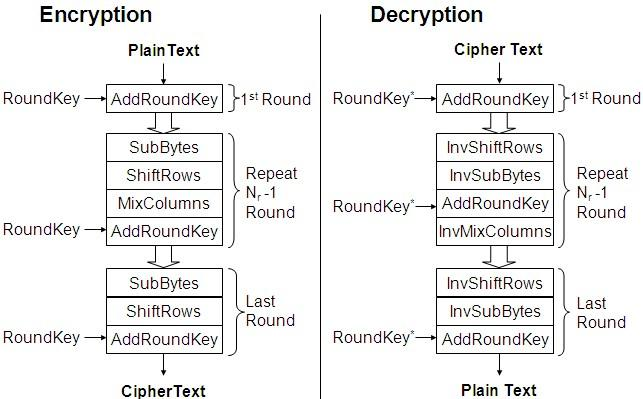 Encryption
PlainText
RoundKey
AddRoundKey
1st Round
SubBytes
ShiftRows
MixColumns
RoundKey
AddRoundKey
Repeat
Nr -1
Round
SubBytes
ShiftRows
RoundKey
AddRoundKey
Last
Round
CipherText
Decryption
Cipher Text
RoundKey*
AddRoundKey
1st Round
InvShiftRows
InvSubBytes
RoundKey*
AddRoundKey
InvMixColumns
Repeat
Nr -1
Round
InvShiftRows
InvSubBytes
RoundKey*
AddRoundKey
Last
Round
Plain Text